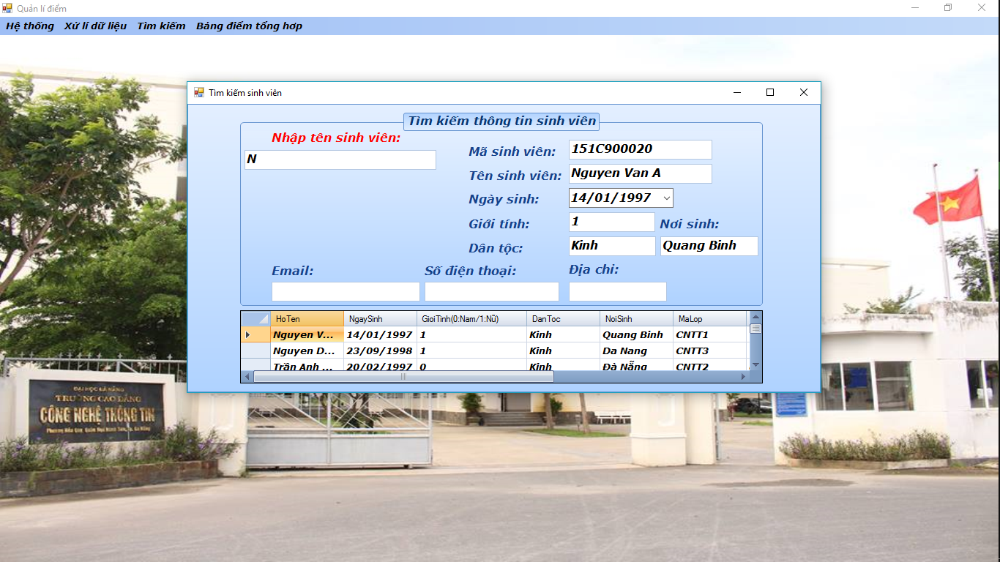 Quản lí điểm
Hệ thống Xử lí dữ liệu Tìm kiếm Bảng điểm tổng hợp
Tìm kiếm sinh viên
Tìm kiếm thông tin sinh viên
Nhập tên sinh viên:
N
Mã sinh viên: 151C900020
Tên sinh viên: Nguyen Van A
Ngày sinh: 14/01/1997
Giới tính: 1 Nơi sinh:
Dân tộc: Kinh Quang Binh
Email: Số điện thoại: Địa chỉ:
HoTen NgaySinh GioiTinh(0:Nam/1:Nữ) DanToc NoiSinh MaLop
Nguyen V... 14/01/1997 1 Kinh Quang Binh CNTT1
Nguyen D... 23/09/1998 1 Kinh Da Nang CNTT3
Trần Anh ... 20/02/1997 0 Kinh Đà Nẵng CNTT2
ĐẠI HỌC ĐÀ NẴNG
TRƯỜNG CAO ĐẲNG
CÔNG NGHỆ THÔNG TIN